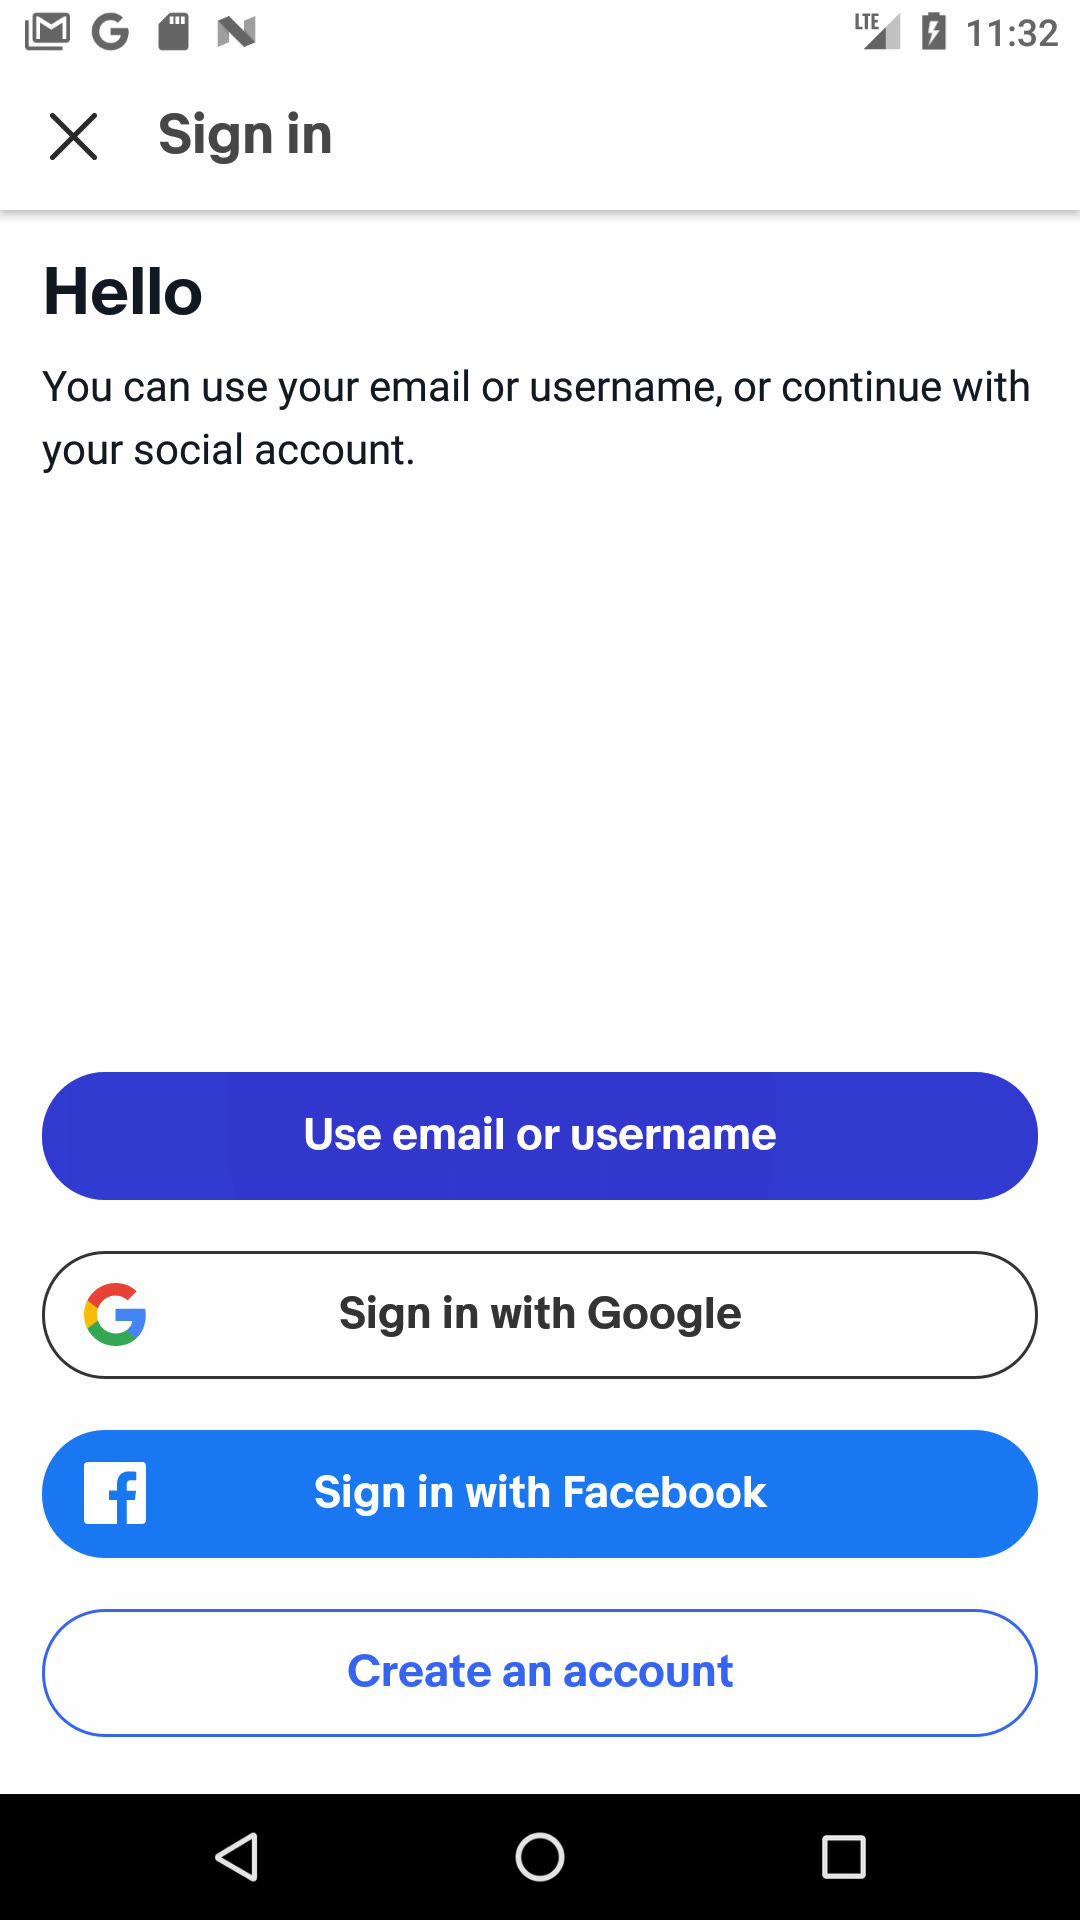 LTE 11:32
Sign in
Hello
You can use your email or username, or continue with
your social account.
Use email or username
Sign in with Google
Sign in with Facebook
Create an account